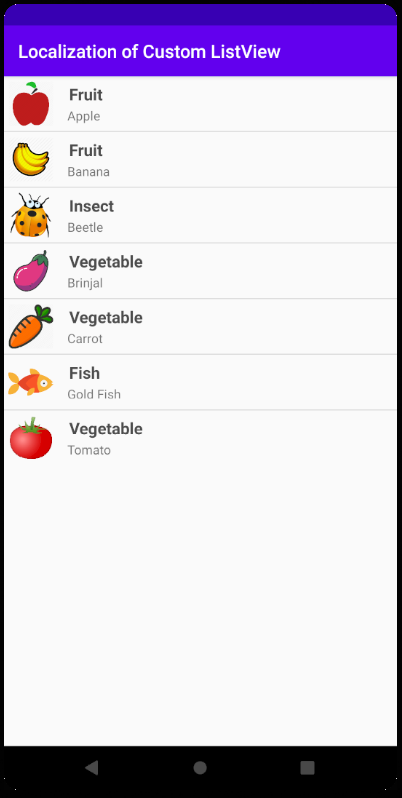 Localization of Custom ListView
Fruit
Apple
Fruit
Banana
Insect
Beetle
Vegetable
Brinjal
Vegetable
Carrot
Fish
Gold Fish
Vegetable
Tomato